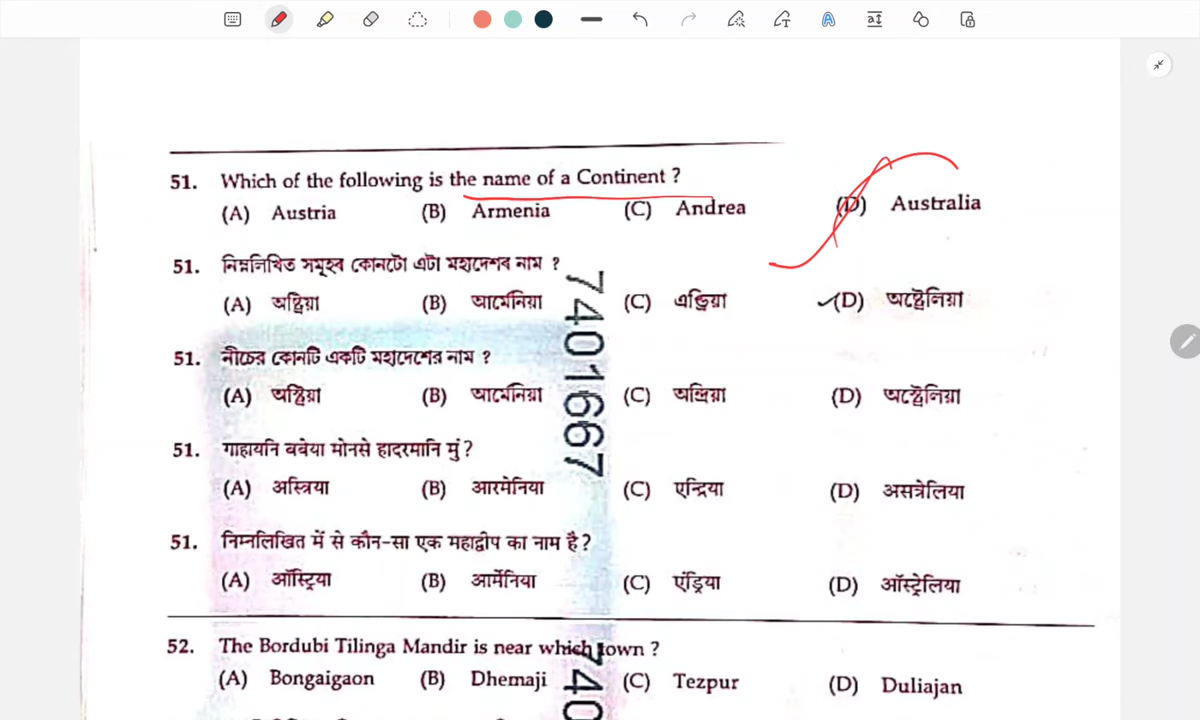 51. Which of the following is the name of a Continent ?
(A) Austria (B) Armenia (C) Andrea (D) Australia
51. নিম্নলিখিত সমূহৰ কোনটো এটা মহাদেশৰ নাম ?
(A) অষ্ট্ৰিয়া (B) আৰ্মেনিয়া (C) এণ্ড্ৰিয়া (D) অষ্ট্ৰেলিয়া
51. নীচের কোনটি একটি মহাদেশের নাম ?
(A) অস্ট্রিয়া (B) আর্মেনিয়া (C) অন্দ্রিয়া (D) অস্ট্রেলিয়া
51. गाहायनि बबेया मोनसे हादरमानि मुं?
(A) अस्त्रिया (B) आरमेनिया (C) एन्द्रिया (D) असत्रेलिया
51. निम्नलिखित में से कौन-सा एक महाद्वीप का नाम है?
(A) ऑस्ट्रिया (B) आर्मेनिया (C) एंड्रिया (D) ऑस्ट्रेलिया
7401667
52. The Bordubi Tilinga Mandir is near which town ?
(A) Bongaigaon (B) Dhemaji (C) Tezpur (D) Duliajan
740